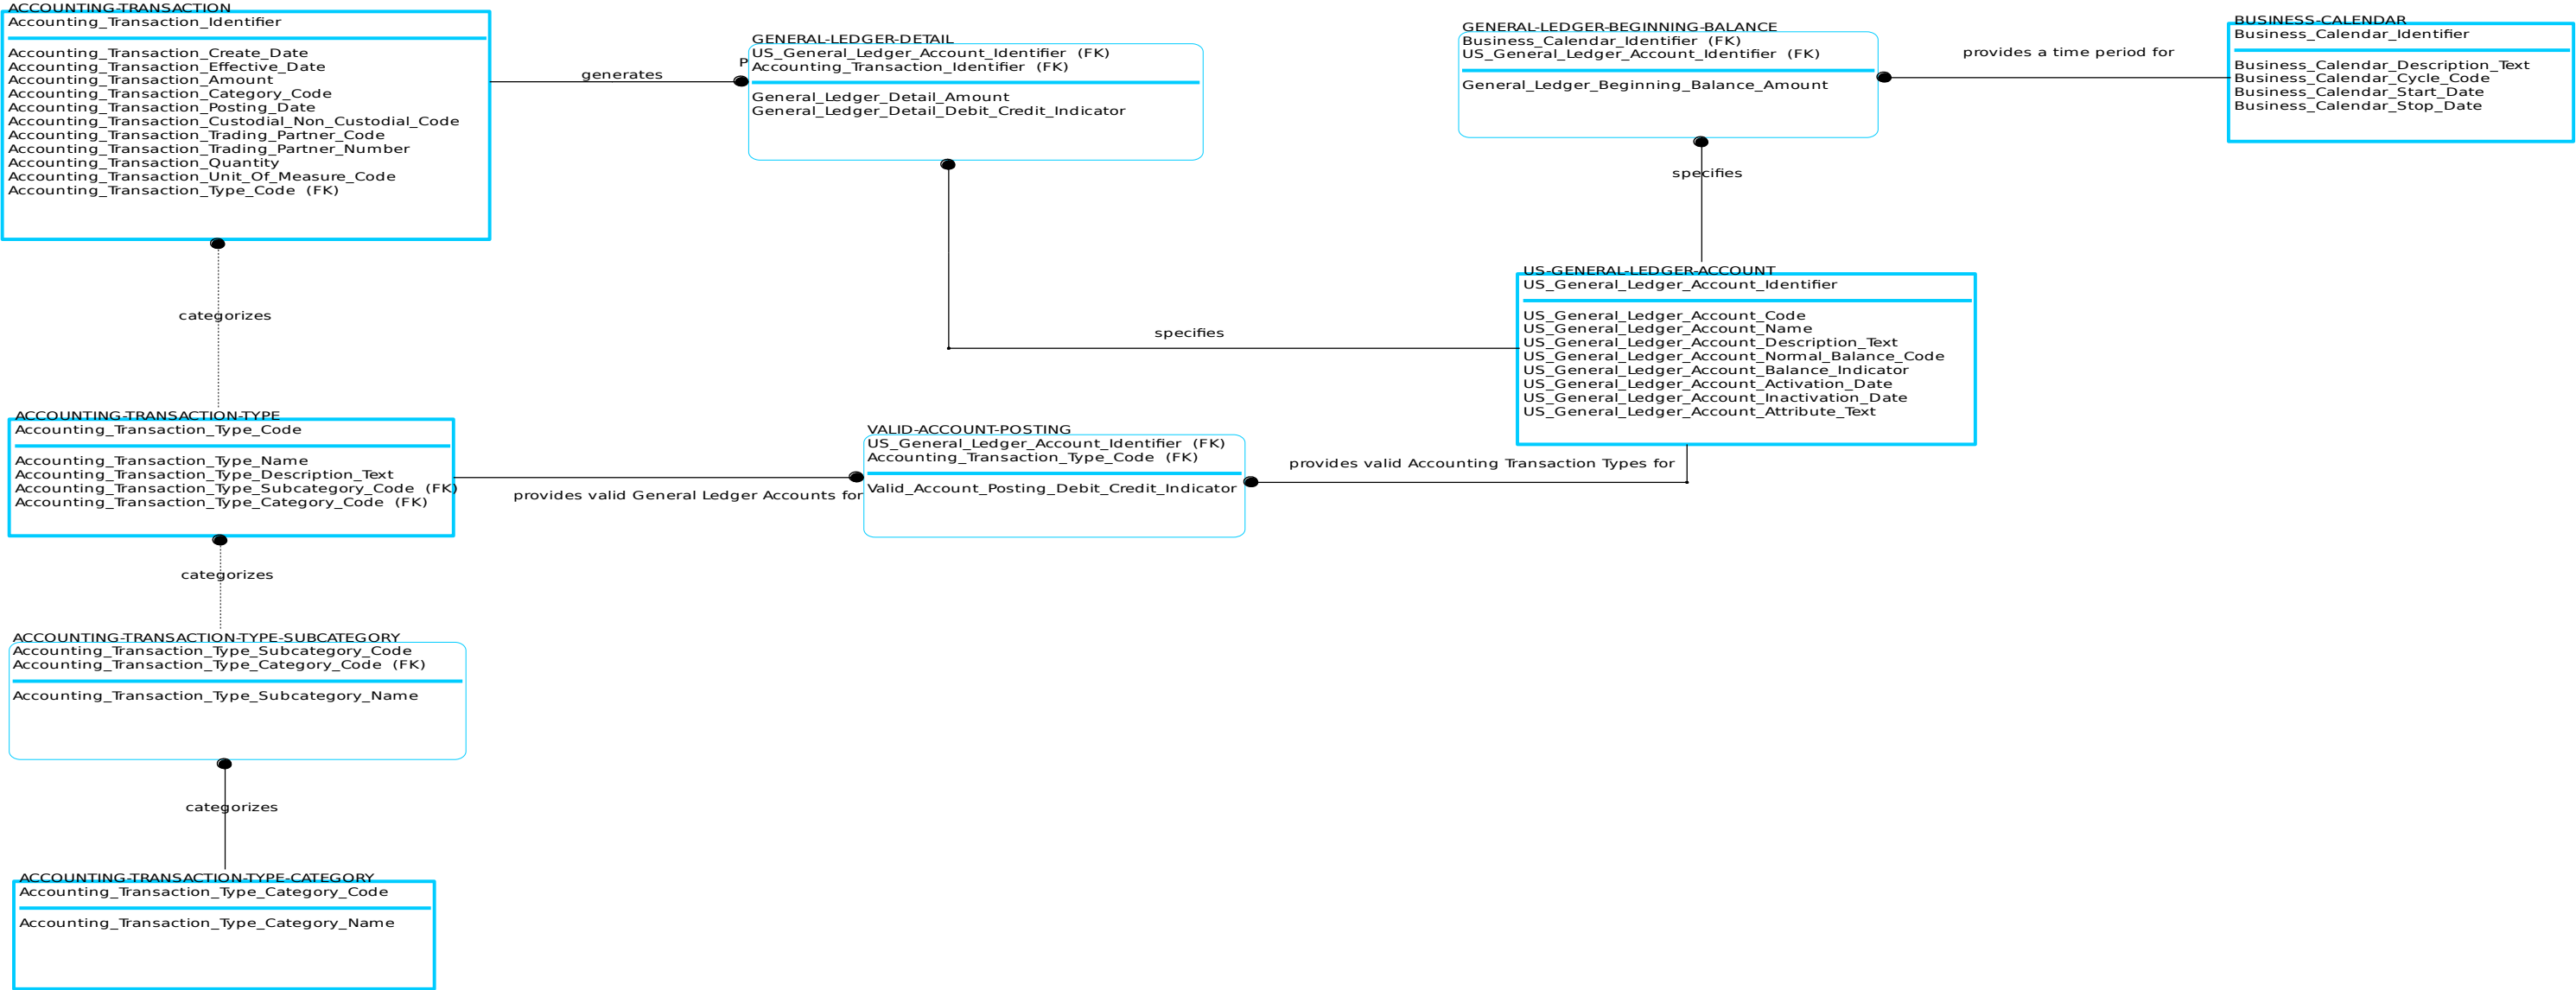 ACCOUNTING-TRANSACTION
Accounting_Transaction_Identifier
Accounting_Transaction_Create_Date
Accounting_Transaction_Effective_Date
Accounting_Transaction_Amount
Accounting_Transaction_Category_Code
Accounting_Transaction_Posting_Date
Accounting_Transaction_Custodial_Non_Custodial_Code
Accounting_Transaction_Trading_Partner_Code
Accounting_Transaction_Trading_Partner_Number
Accounting_Transaction_Quantity
Accounting_Transaction_Unit_Of_Measure_Code
Accounting_Transaction_Type_Code (FK)
generates
P
GENERAL-LEDGER-DETAIL
US_General_Ledger_Account_Identifier (FK)
Accounting_Transaction_Identifier (FK)
General_Ledger_Detail_Amount
General_Ledger_Detail_Debit_Credit_Indicator
GENERAL-LEDGER-BEGINNING-BALANCE
Business_Calendar_Identifier (FK)
US_General_Ledger_Account_Identifier (FK)
General_Ledger_Beginning_Balance_Amount
provides a time period for
BUSINESS-CALENDAR
Business_Calendar_Identifier
Business_Calendar_Description_Text
Business_Calendar_Cycle_Code
Business_Calendar_Start_Date
Business_Calendar_Stop_Date
specifies
categorizes
specifies
US-GENERAL-LEDGER-ACCOUNT
US_General_Ledger_Account_Identifier
US_General_Ledger_Account_Code
US_General_Ledger_Account_Name
US_General_Ledger_Account_Description_Text
US_General_Ledger_Account_Normal_Balance_Code
US_General_Ledger_Account_Balance_Indicator
US_General_Ledger_Account_Activation_Date
US_General_Ledger_Account_Inactivation_Date
US_General_Ledger_Account_Attribute_Text
ACCOUNTING-TRANSACTION-TYPE
Accounting_Transaction_Type_Code
Accounting_Transaction_Type_Name
Accounting_Transaction_Type_Description_Text
Accounting_Transaction_Type_Subcategory_Code (FK)
Accounting_Transaction_Type_Category_Code (FK)
provides valid General Ledger Accounts for
VALID-ACCOUNT-POSTING
US_General_Ledger_Account_Identifier (FK)
Accounting_Transaction_Type_Code (FK)
Valid_Account_Posting_Debit_Credit_Indicator
provides valid Accounting Transaction Types for
categorizes
ACCOUNTING-TRANSACTION-TYPE-SUBCATEGORY
Accounting_Transaction_Type_Subcategory_Code
Accounting_Transaction_Type_Category_Code (FK)
Accounting_Transaction_Type_Subcategory_Name
categorizes
ACCOUNTING-TRANSACTION-TYPE-CATEGORY
Accounting_Transaction_Type_Category_Code
Accounting_Transaction_Type_Category_Name